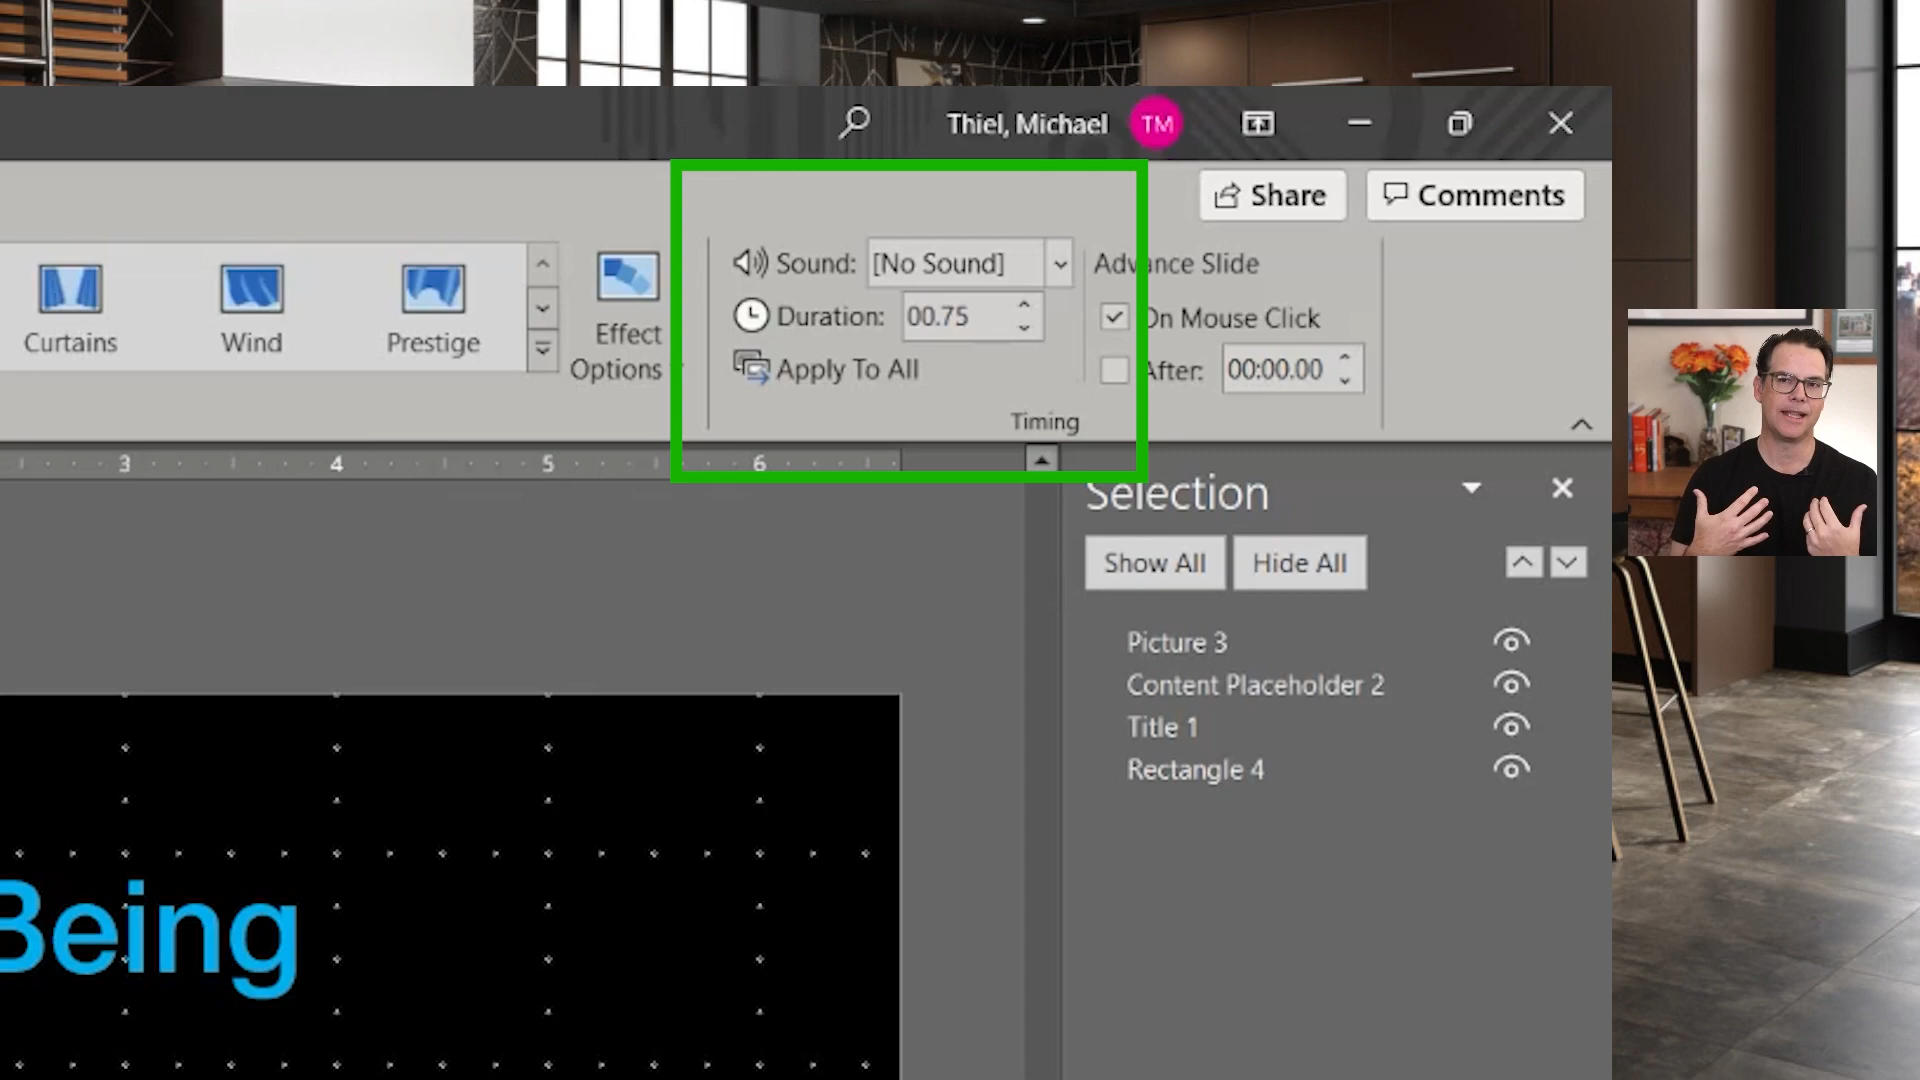 Thiel, Michael
TM
Share
Comments
Sound: [No Sound]
Advance Slide
Duration: 00.75
On Mouse Click
Apply To All
After: 00:00.00
Curtains
Wind
Prestige
Effect
Options
Timing
3 4 5 6
Selection
Show All
Hide All
Picture 3
Content Placeholder 2
Title 1
Rectangle 4
Being